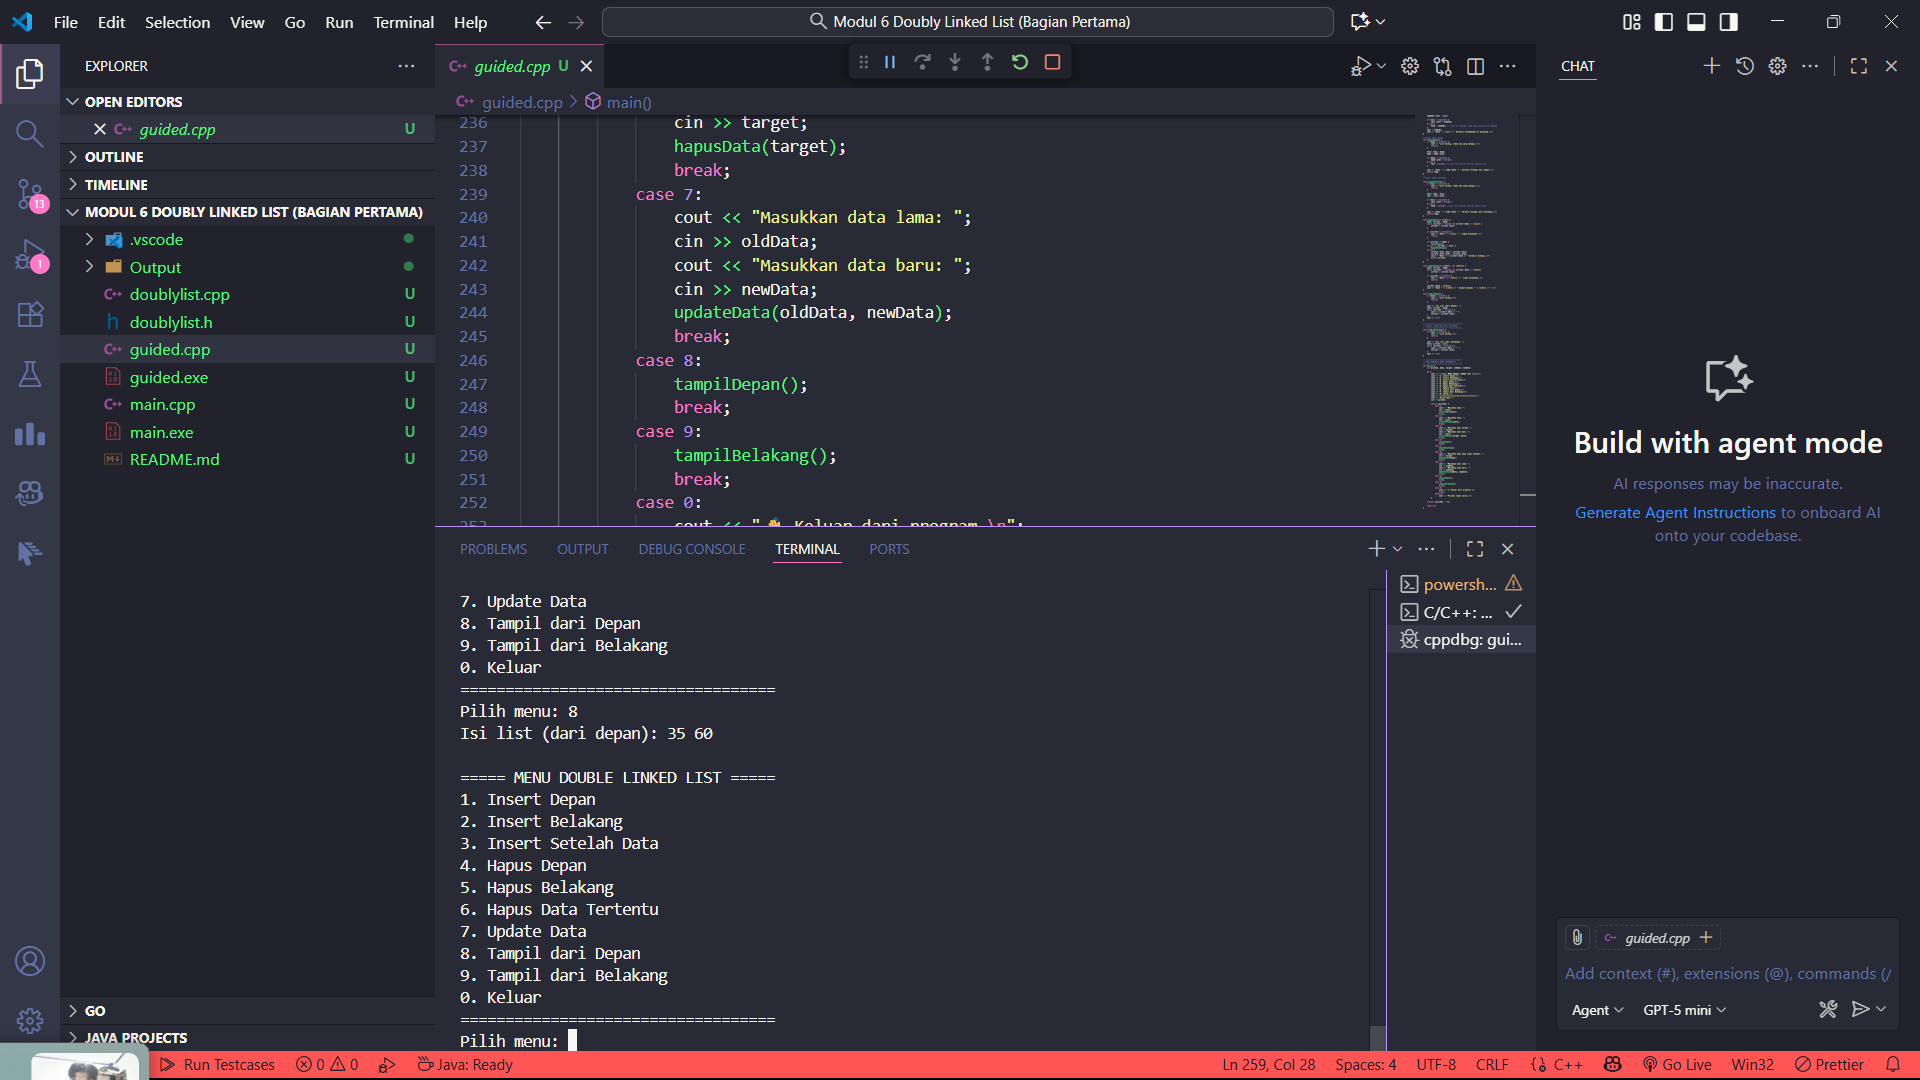 File Edit Selection View Go Run Terminal Help
Modul 6 Doubly Linked List (Bagian Pertama)
EXPLORER
OPEN EDITORS
guided.cpp U
OUTLINE
TIMELINE
MODUL 6 DOUBLY LINKED LIST (BAGIAN PERTAMA)
.vscode
Output
doublylist.cpp U
doublylist.h U
guided.cpp U
guided.exe U
main.cpp U
main.exe U
README.md U
GO
JAVA PROJECTS
13
1
guided.cpp U
guided.cpp > main()
236 cin >> target;
237 hapusData(target);
238 break;
239 case 7:
240 cout << "Masukkan data lama: ";
241 cin >> oldData;
242 cout << "Masukkan data baru: ";
243 cin >> newData;
244 updateData(oldData, newData);
245 break;
246 case 8:
247 tampilDepan();
248 break;
249 case 9:
250 tampilBelakang();
251 break;
252 case 0:
253 cout << " Keluar dari program.\n";
PROBLEMS OUTPUT DEBUG CONSOLE TERMINAL PORTS
7. Update Data
8. Tampil dari Depan
9. Tampil dari Belakang
0. Keluar
===================================
Pilih menu: 8
Isi list (dari depan): 35 60
===== MENU DOUBLE LINKED LIST =====
1. Insert Depan
2. Insert Belakang
3. Insert Setelah Data
4. Hapus Depan
5. Hapus Belakang
6. Hapus Data Tertentu
7. Update Data
8. Tampil dari Depan
9. Tampil dari Belakang
0. Keluar
===================================
Pilih menu:
powersh...
C/C++: ...
cppdbg: gui...
CHAT
Build with agent mode
AI responses may be inaccurate.
Generate Agent Instructions to onboard AI
onto your codebase.
guided.cpp
Add context (#), extensions (@), commands (/
Agent GPT-5 mini
Run Testcases 0 0 Java: Ready Ln 259, Col 28 Spaces: 4 UTF-8 CRLF C++ Go Live Win32 Prettier